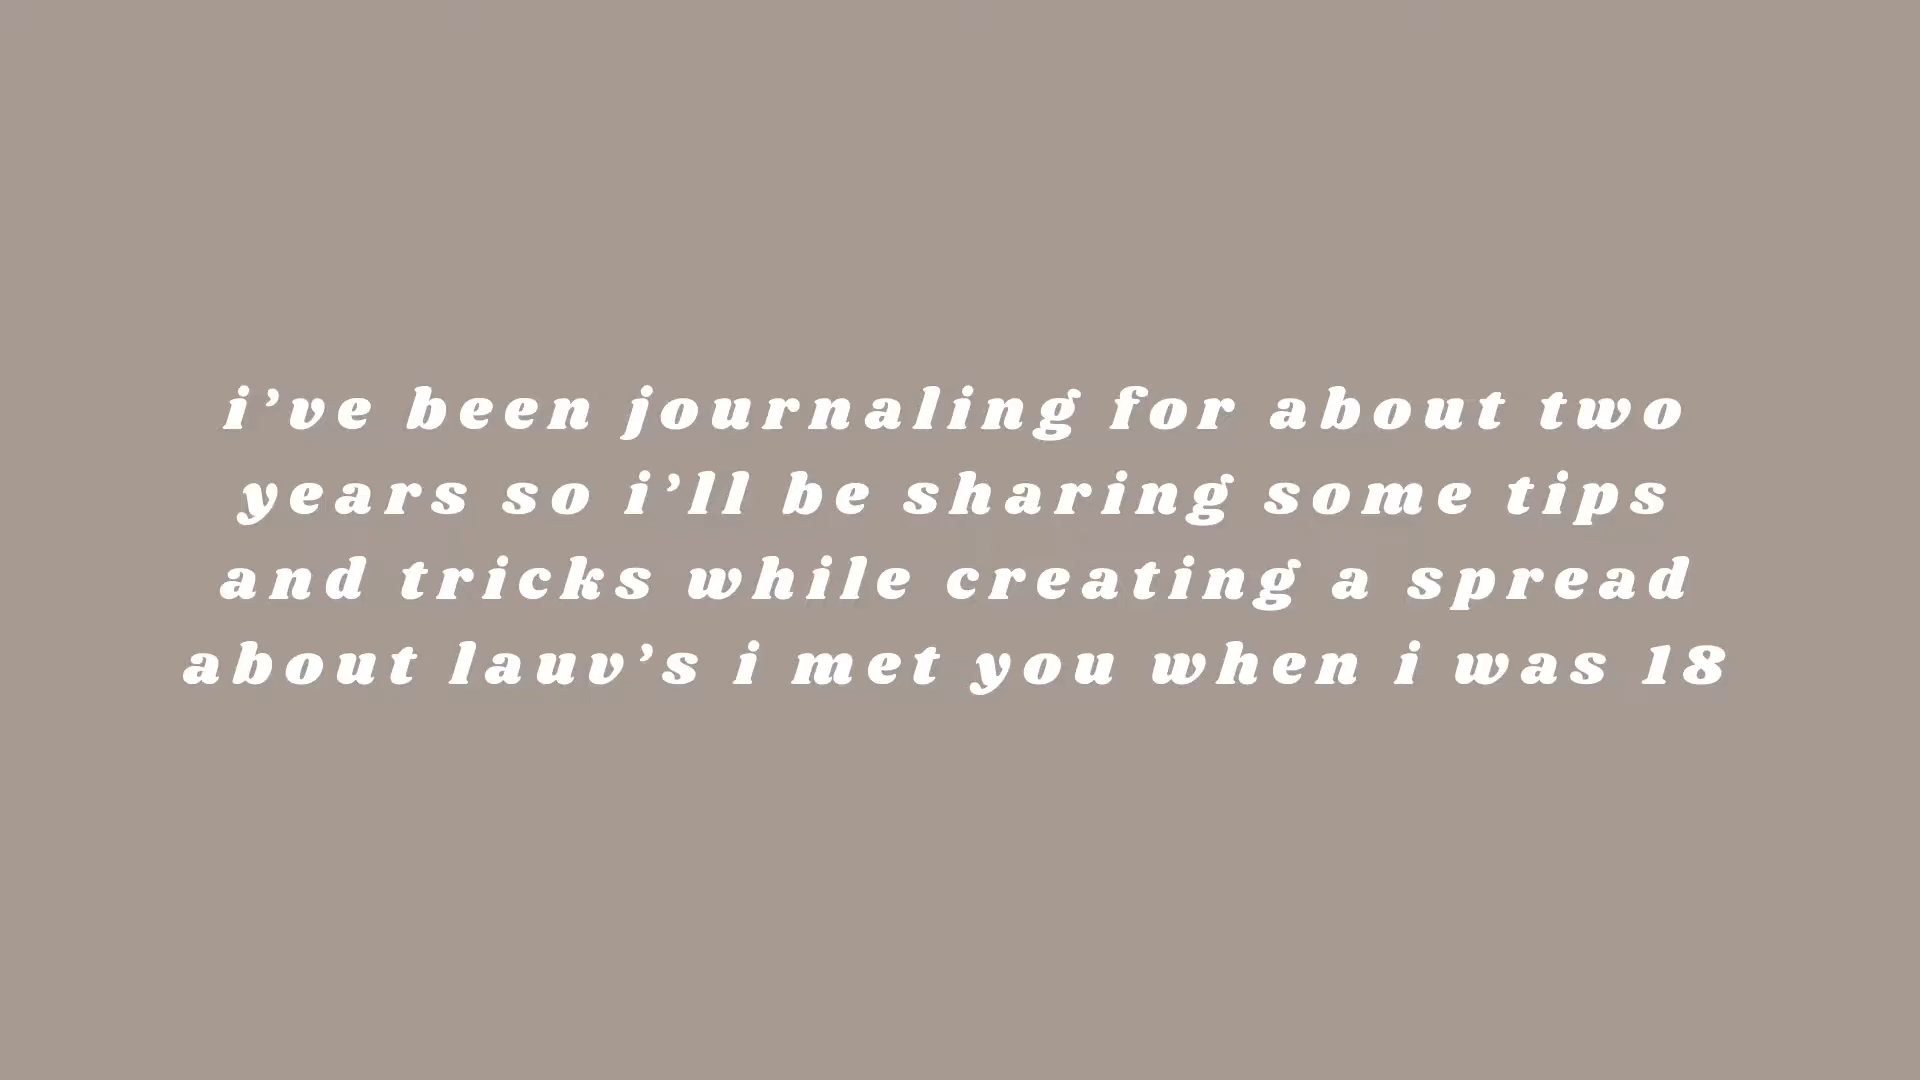 i’ve been journaling for about two
years so i’ll be sharing some tips
and tricks while creating a spread
about lauv’s i met you when i was 18